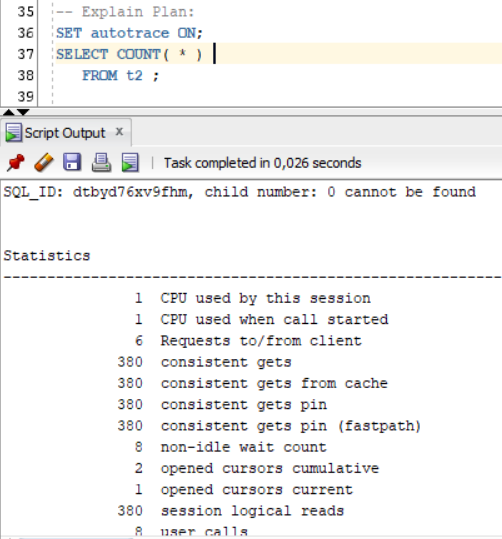 35 -- Explain Plan:
36 SET autotrace ON;
37 SELECT COUNT( * )
38 FROM t2 ;
39
Script Output x
Task completed in 0,026 seconds
SQL_ID: dtbyd76xv9fhm, child number: 0 cannot be found
Statistics
-----------------------------------------------------------
1 CPU used by this session
1 CPU used when call started
6 Requests to/from client
380 consistent gets
380 consistent gets from cache
380 consistent gets pin
380 consistent gets pin (fastpath)
8 non-idle wait count
2 opened cursors cumulative
1 opened cursors current
380 session logical reads
8 user calls